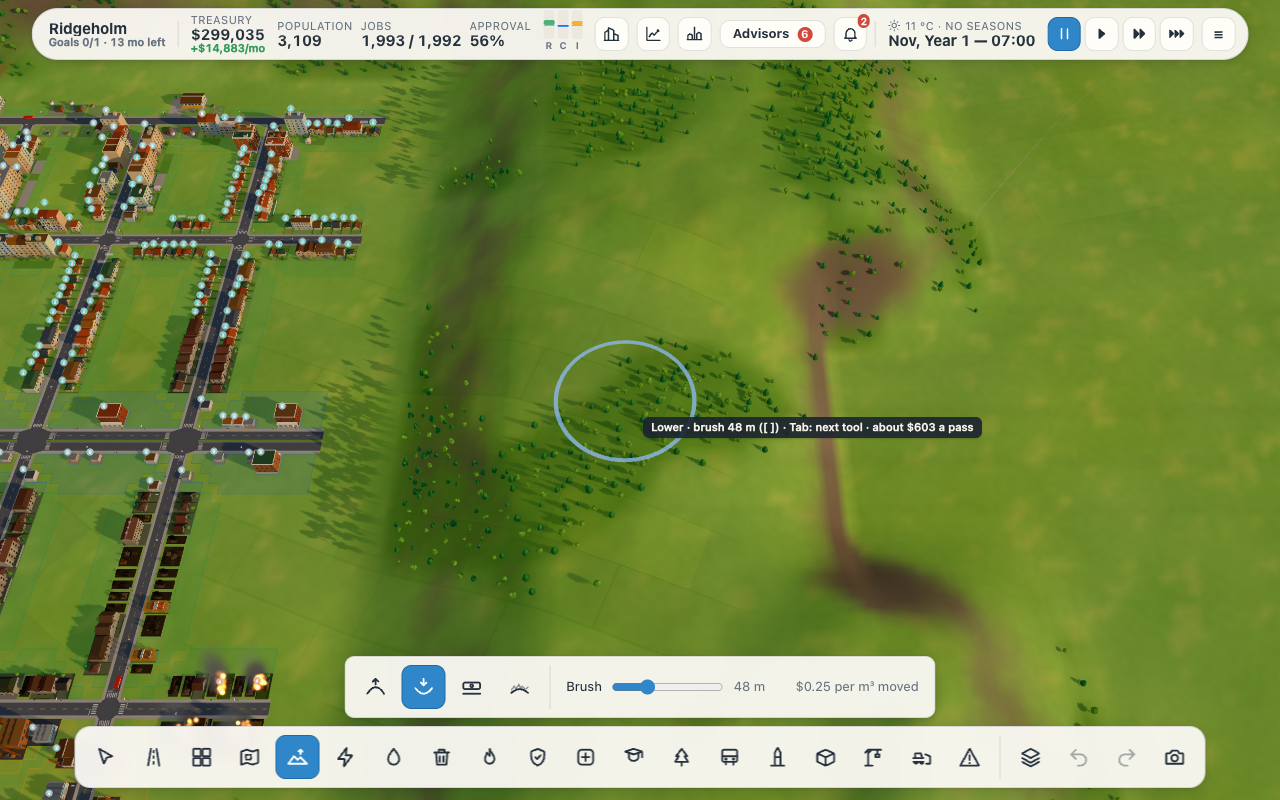 Ridgeholm
Goals 0/1 · 13 mo left
TREASURY
$299,035
+$14,883/mo
POPULATION
3,109
JOBS
1,993 / 1,992
APPROVAL
56%
R C I
Advisors 6
2
11 °C · NO SEASONS
Nov, Year 1 — 07:00
Lower · brush 48 m ([ ]) · Tab: next tool · about $603 a pass
Brush 48 m $0.25 per m³ moved